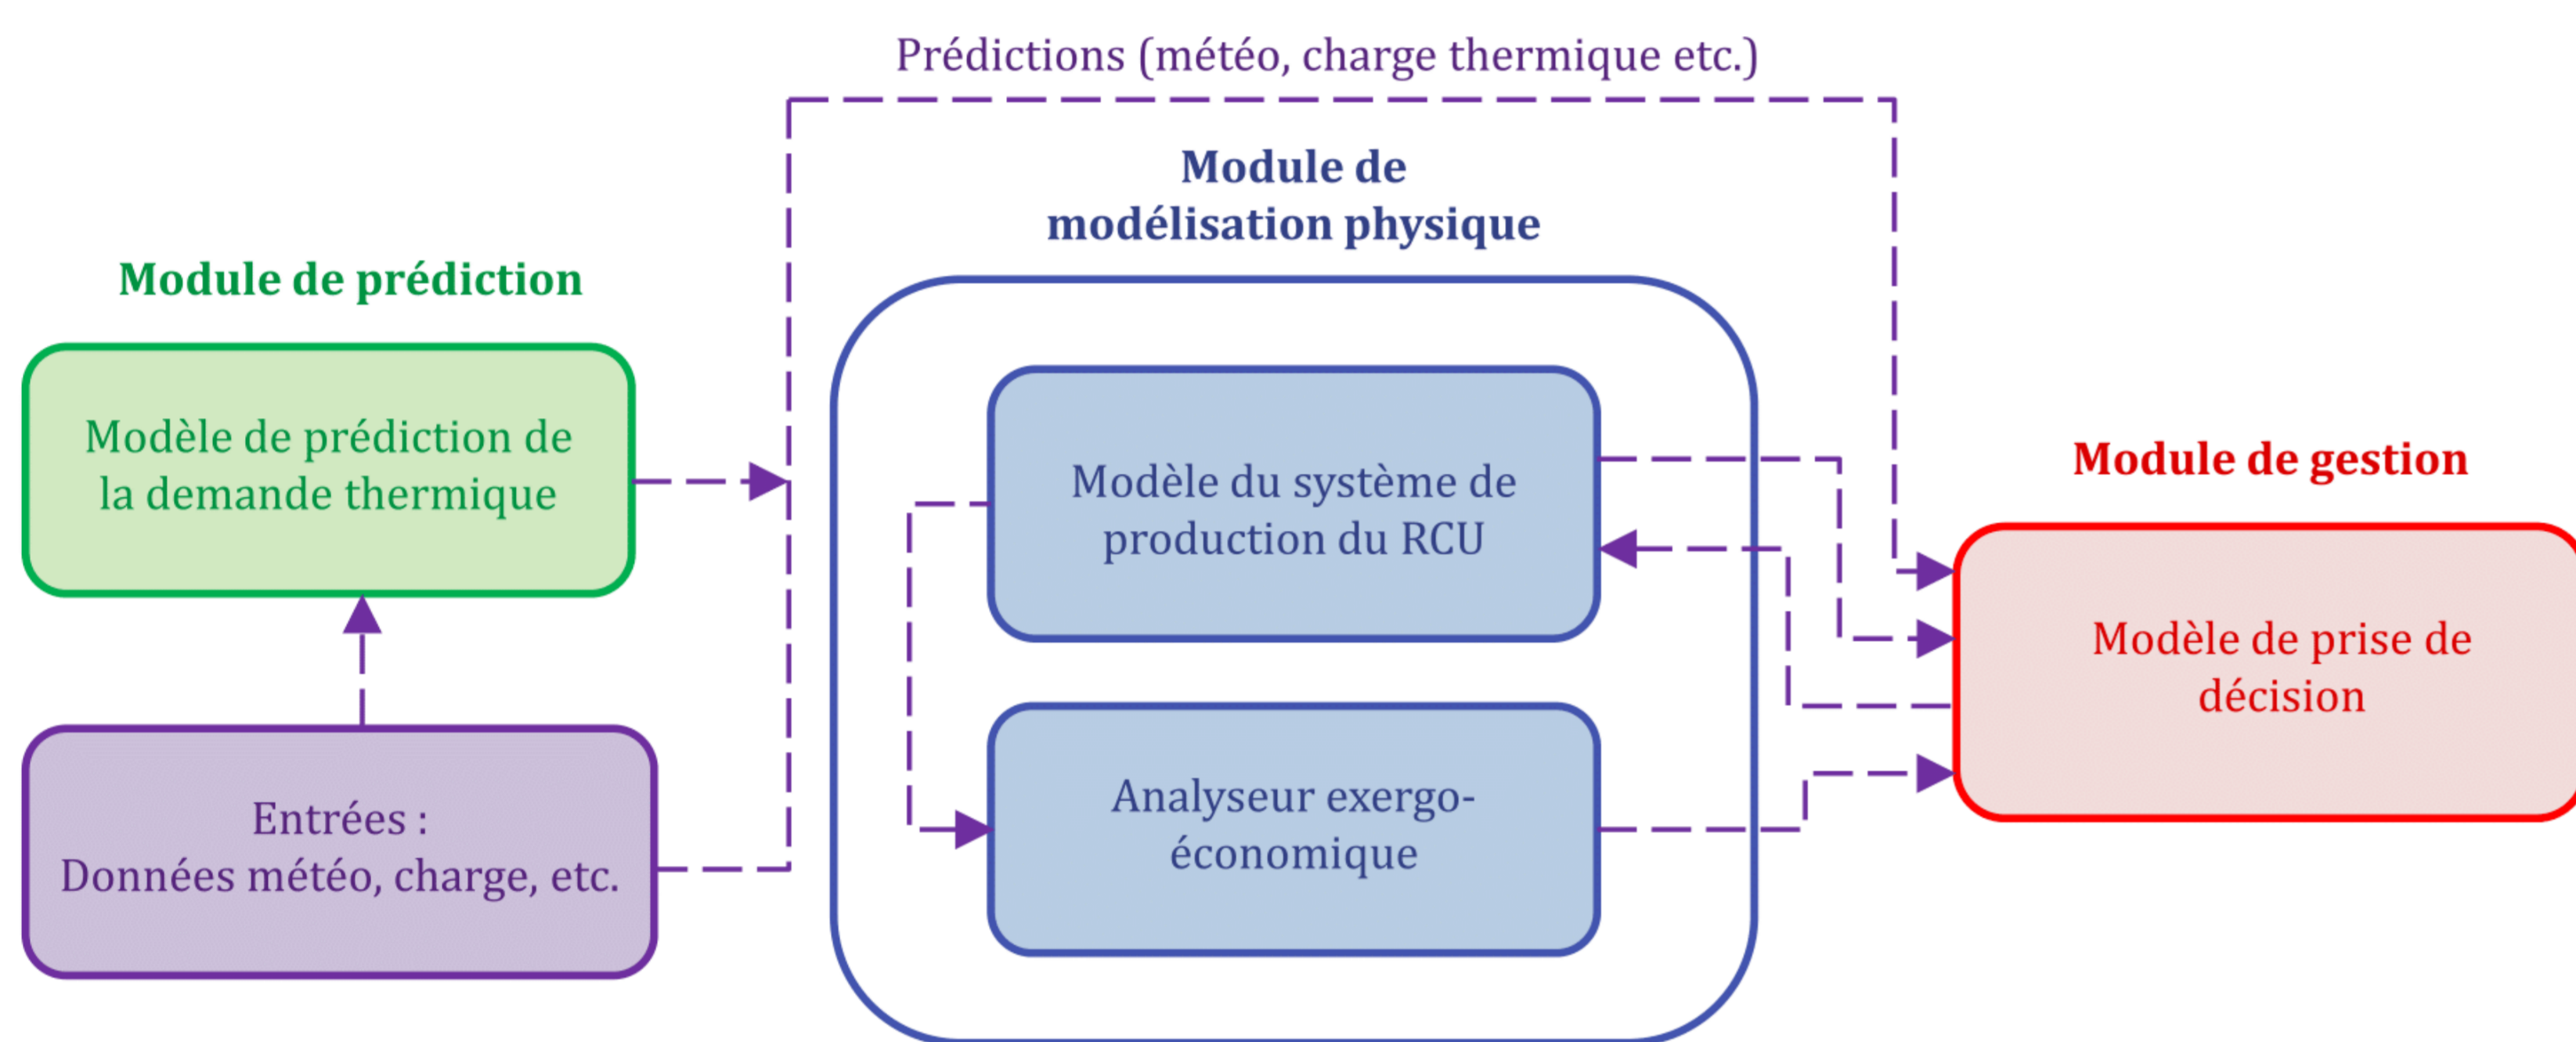 Prédictions (météo, charge thermique etc.)
Module de
modélisation physique
Module de prédiction
Modèle de prédiction de
la demande thermique
Entrées :
Données météo, charge, etc.
Modèle du système de
production du RCU
Analyseur exergo-
économique
Module de gestion
Modèle de prise de
décision